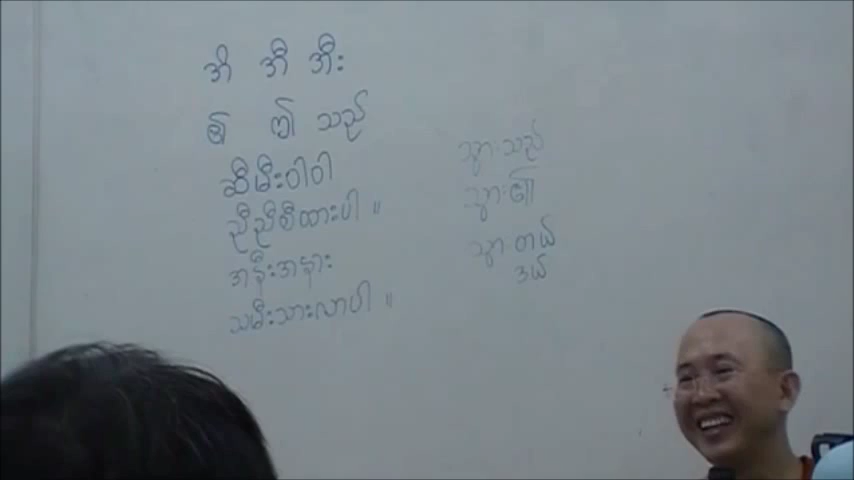 အိ အီ အီး
၏ ဤ သည်
ဆီမီးဝါဝါ
ညီညီစီထားပါ ။
အနီးအနား
သမီးသားလာပါ ။
သွားသည်
သွား၏
သွားတယ်
ဒယ်